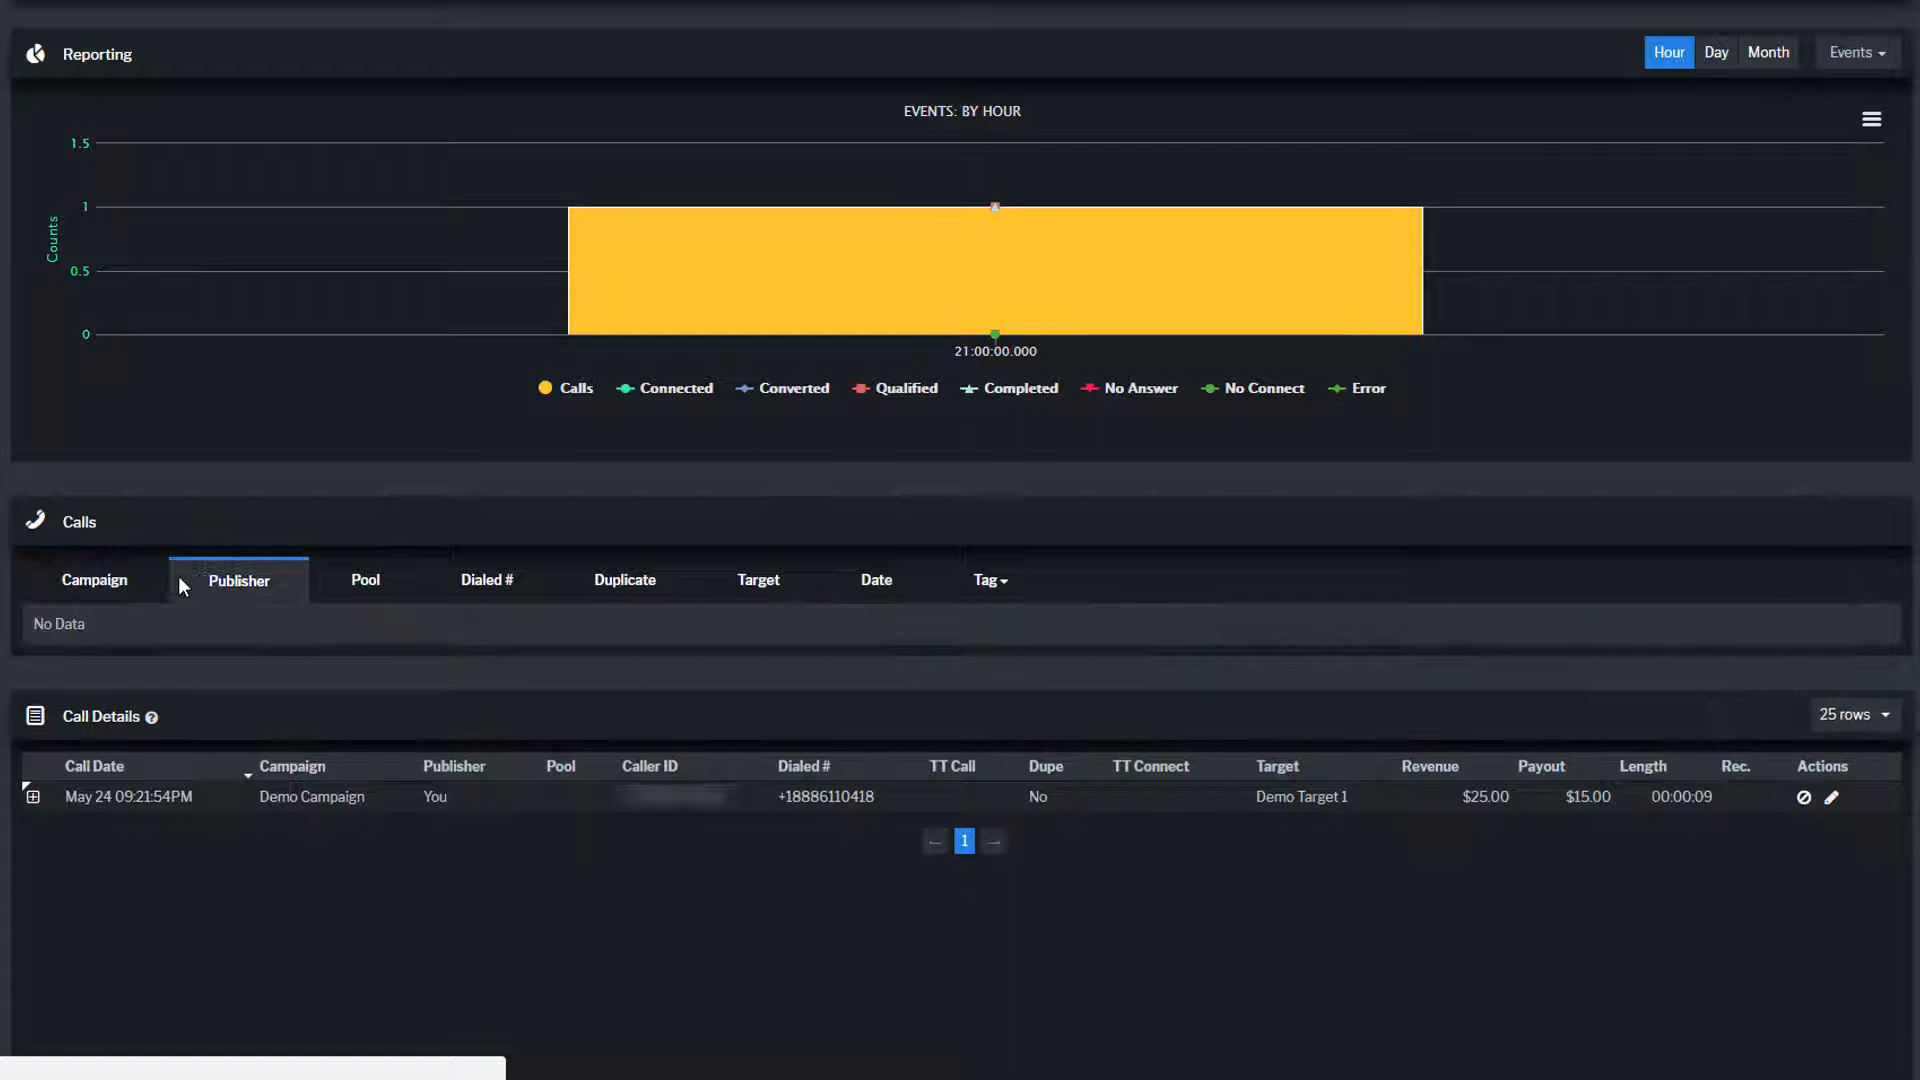 Reporting
Hour Day Month Events
EVENTS: BY HOUR
1.5
1
0.5
0
Counts
21:00:00.000
Calls Connected Converted Qualified Completed No Answer No Connect Error
Calls
Campaign Publisher Pool Dialed # Duplicate Target Date Tag
No Data
Call Details ?
25 rows
Call Date Campaign Publisher Pool Caller ID Dialed # TT Call Dupe TT Connect Target Revenue Payout Length Rec. Actions
May 24 09:21:54PM Demo Campaign You +18886110418 No Demo Target 1 $25.00 $15.00 00:00:09
← 1 →